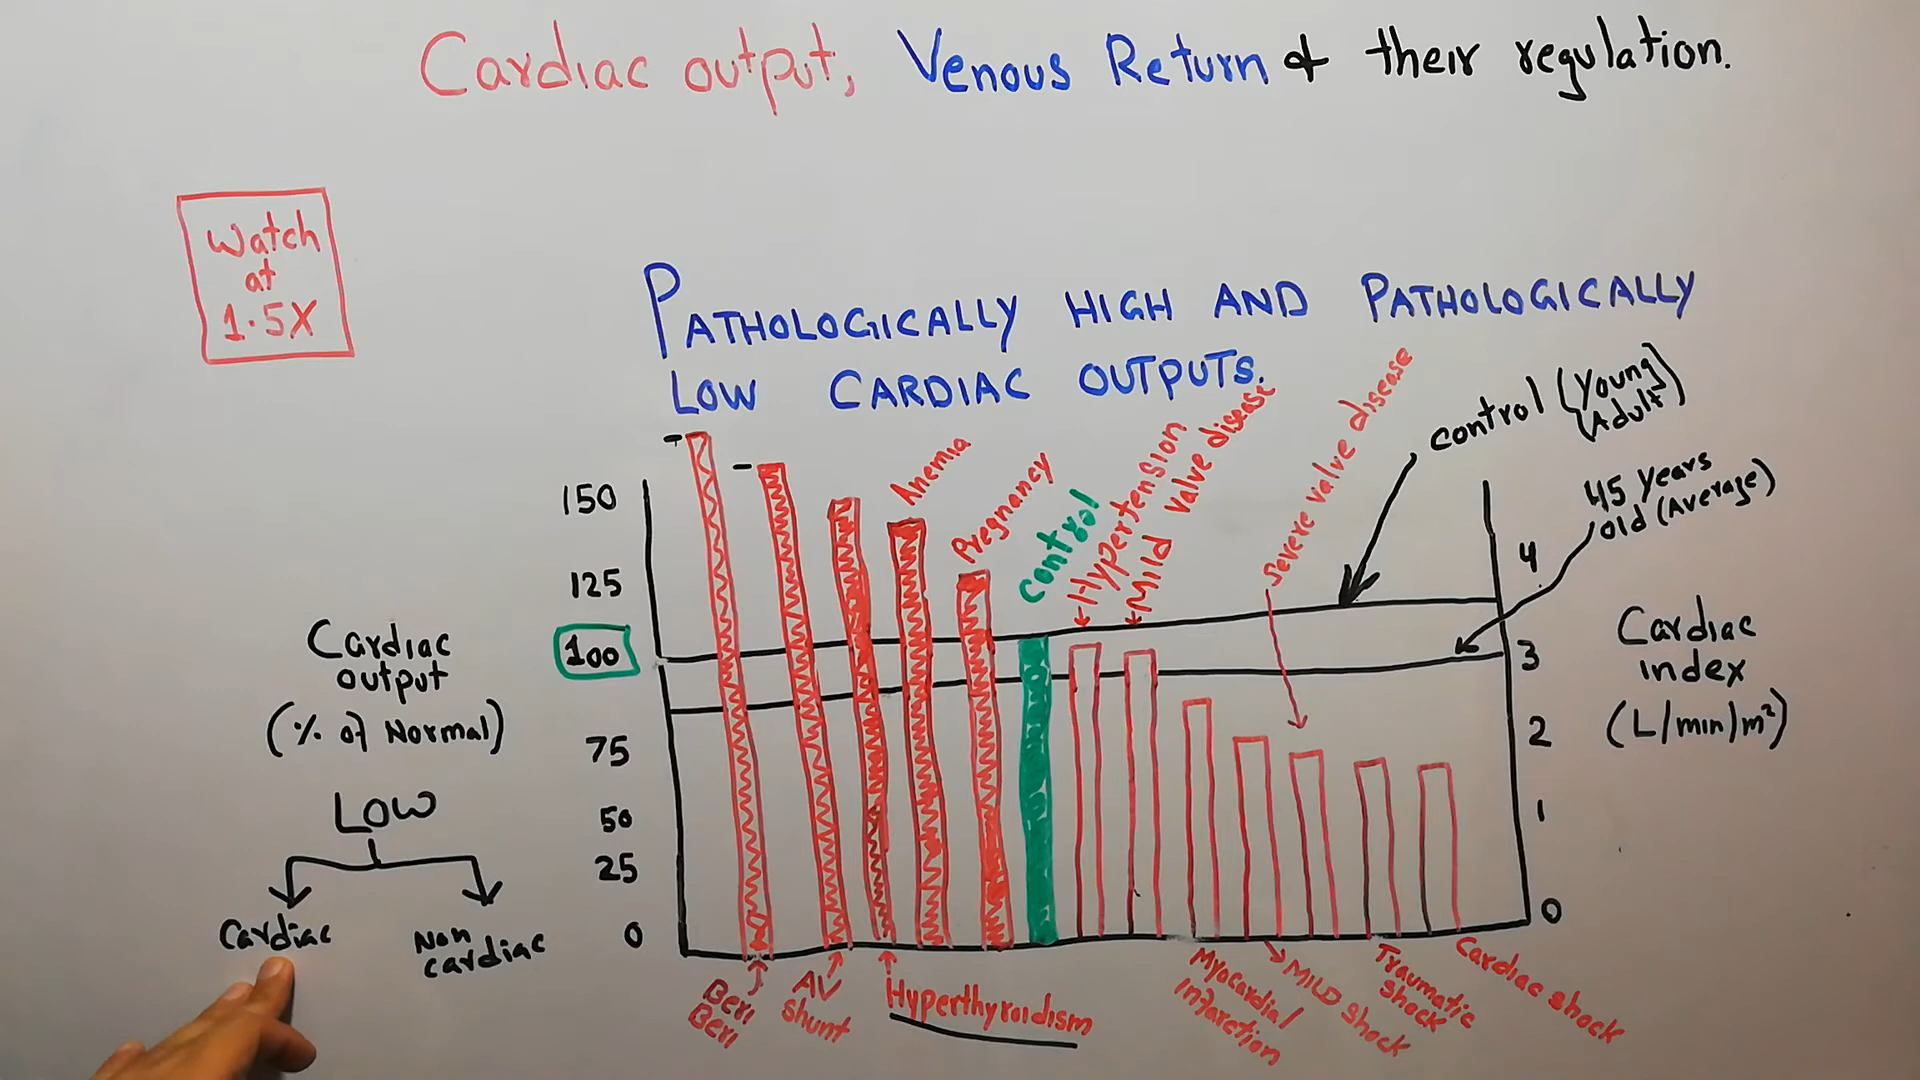 Cardiac output, Venous Return & their regulation.
Watch
at
1.5X
PATHOLOGICALLY HIGH AND PATHOLOGICALLY
LOW CARDIAC OUTPUTS.
Anemia
Pregnancy
Control
Hypertension
Mild valve disease
Severe valve disease
control (Young
(Adult)
45 years
old (Average)
150
125
100
75
50
25
0
Cardiac
output
(% of Normal)
4
3
2
1
0
Cardiac
index
(L/min/m²)
LOW
Cardiac
Non
cardiac
Beri
Beri
AV
shunt
Hyperthyroidism
Myocardial
Infarction
MILD shock
Traumatic
shock
Cardiac shock